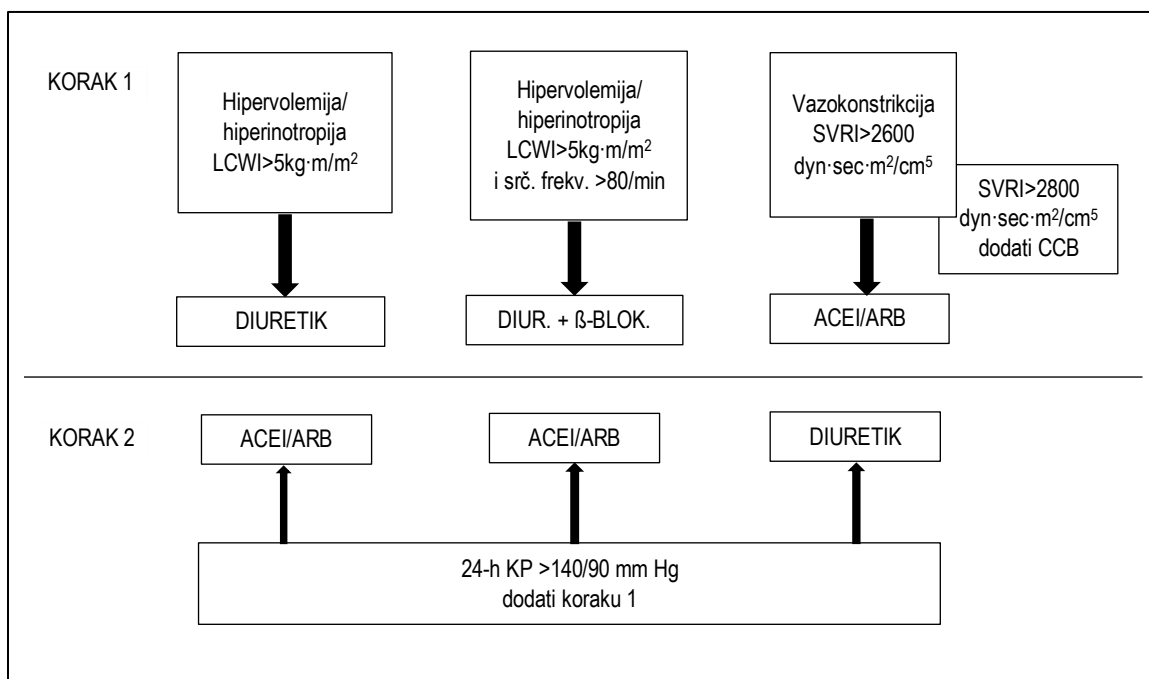 KORAK 1
Hipervolemija/
hiperinotropija
LCWI>5kg·m/m²
Hipervolemija/
hiperinotropija
LCWI>5kg·m/m²
i srč. frekv. >80/min
Vazokonstrikcija
SVRI>2600
dyn·sec·m²/cm⁵
SVRI>2800
dyn·sec·m²/cm⁵
dodati CCB
DIURETIK
DIUR. + ß-BLOK.
ACEI/ARB
KORAK 2
ACEI/ARB
ACEI/ARB
DIURETIK
24-h KP >140/90 mm Hg
dodati koraku 1